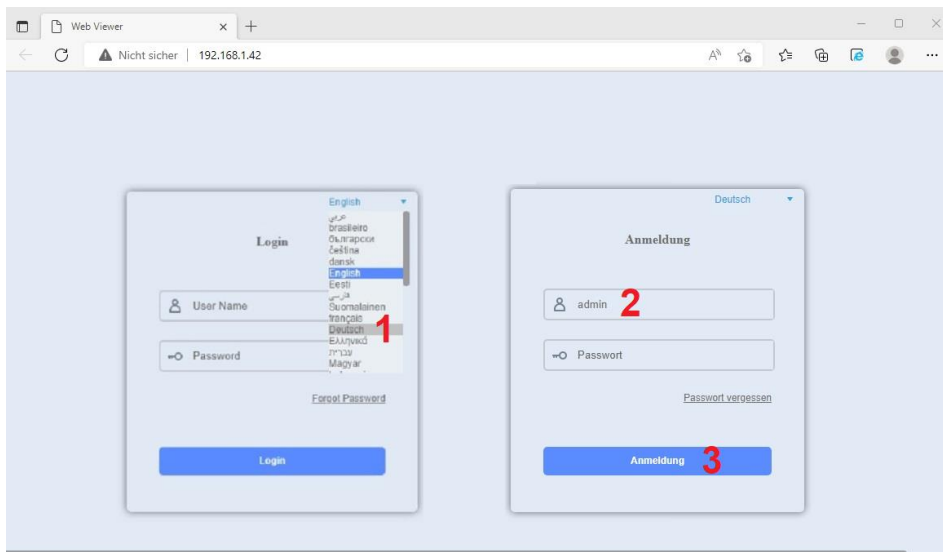 Web Viewer
Nicht sicher | 192.168.1.42
English
عربي
brasileiro
български
čeština
dansk
English
Eesti
فارسی
Suomalainen
français
Deutsch
Ελληνικά
עברית
Magyar
Login
User Name
Password
Forgot Password
Login
1
Deutsch
Anmeldung
admin
2
Passwort
Passwort vergessen
Anmeldung
3